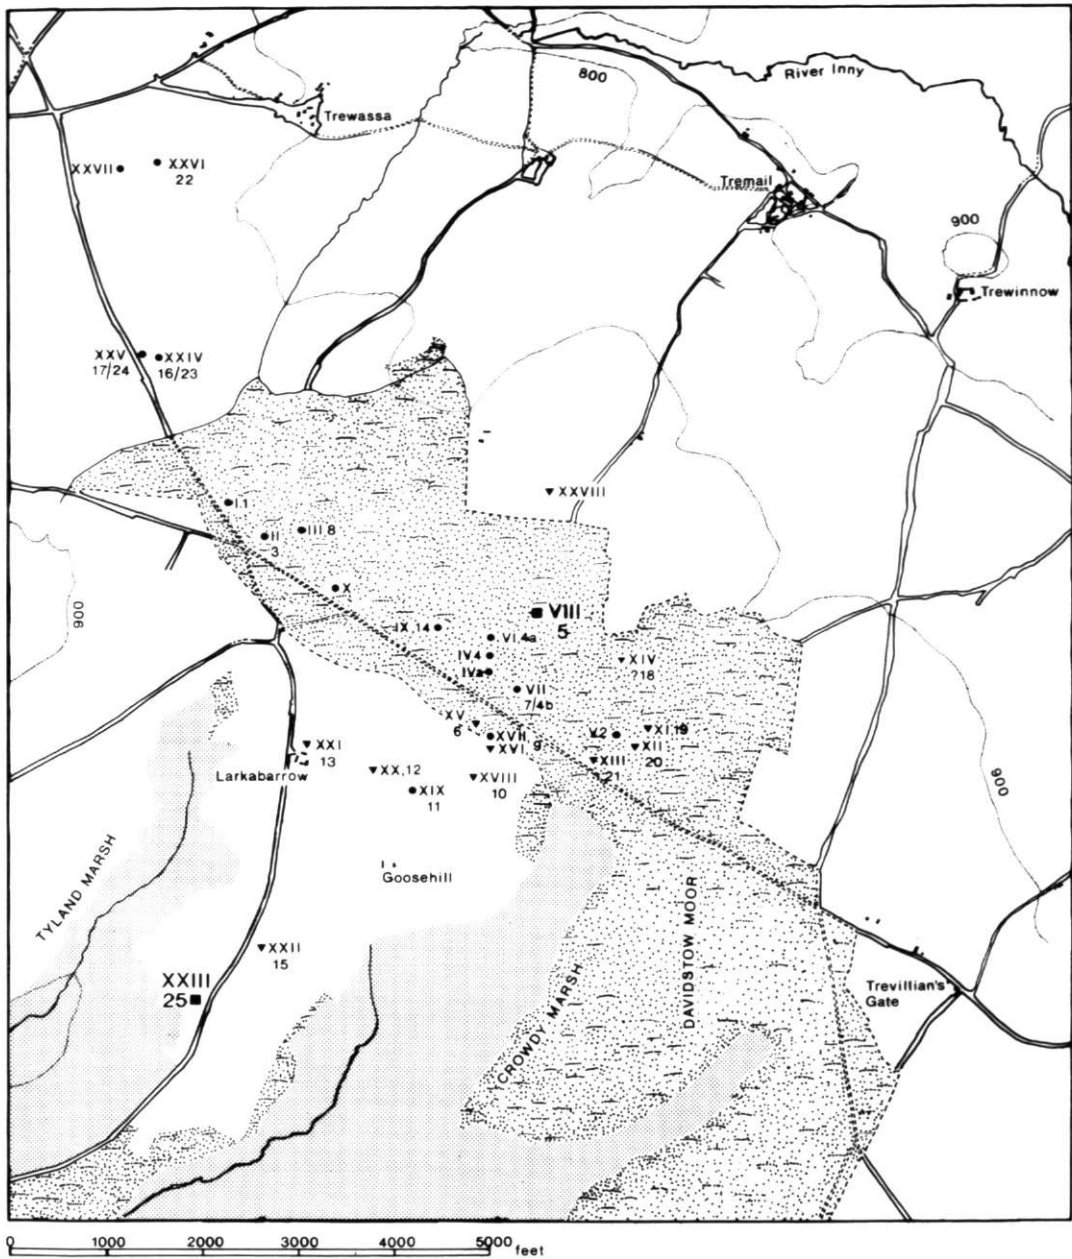 800
River Inny
Trewassa
XXVII
XXVI
22
Tremail
900
Trewinnow
XXV
17/24
XXIV
16/23
XXVIII
I.1
II
3
III 8
X
900
VIII
5
IX,14
VI,4a
IV.4
IVa
XIV
?18
VII
7/4b
XV
6
XVII
9
XVI
V.2
XI,19
XII
20
XIII
21
XXI
13
Larkabarrow
XX,12
XVIII
10
XIX
11
900
Goosehill
TYLAND MARSH
DAVIDSTOW MOOR
XXII
15
XXIII
25
CROWDY MARSH
Trevillian's
Gate
0 1000 2000 3000 4000 5000 feet